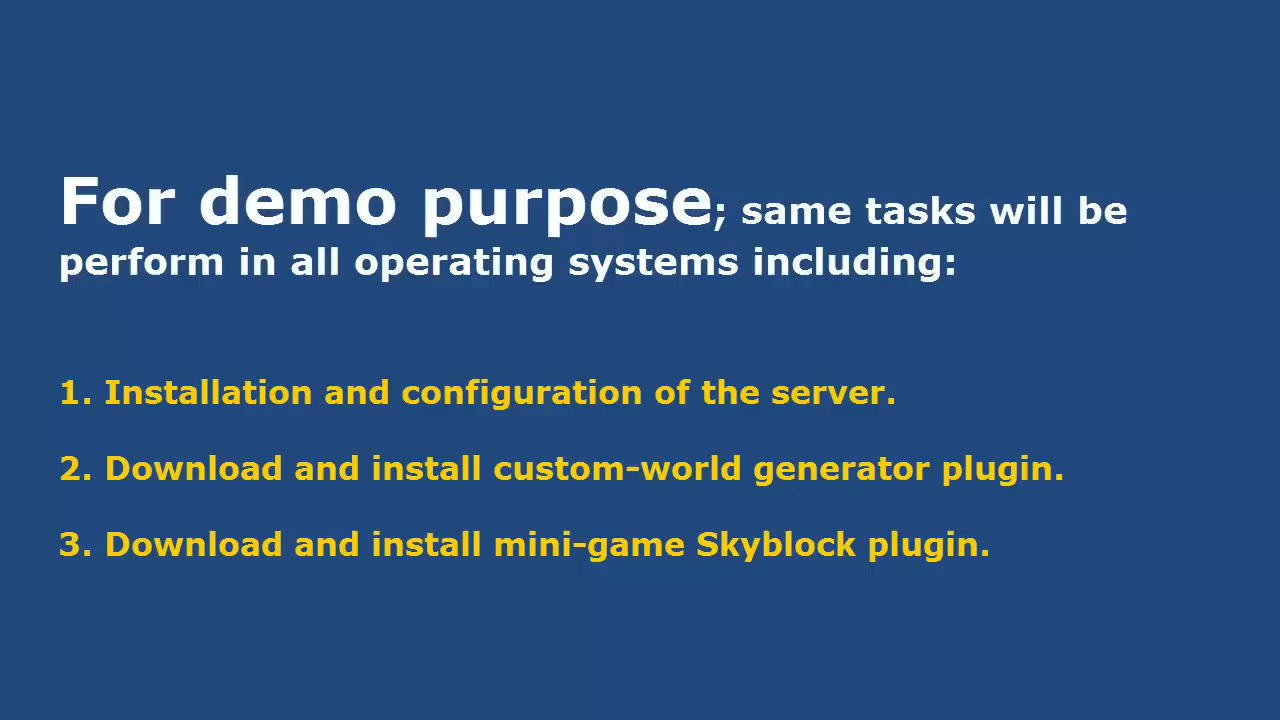 For demo purpose; same tasks will be
perform in all operating systems including:
1. Installation and configuration of the server.
2. Download and install custom-world generator plugin.
3. Download and install mini-game Skyblock plugin.